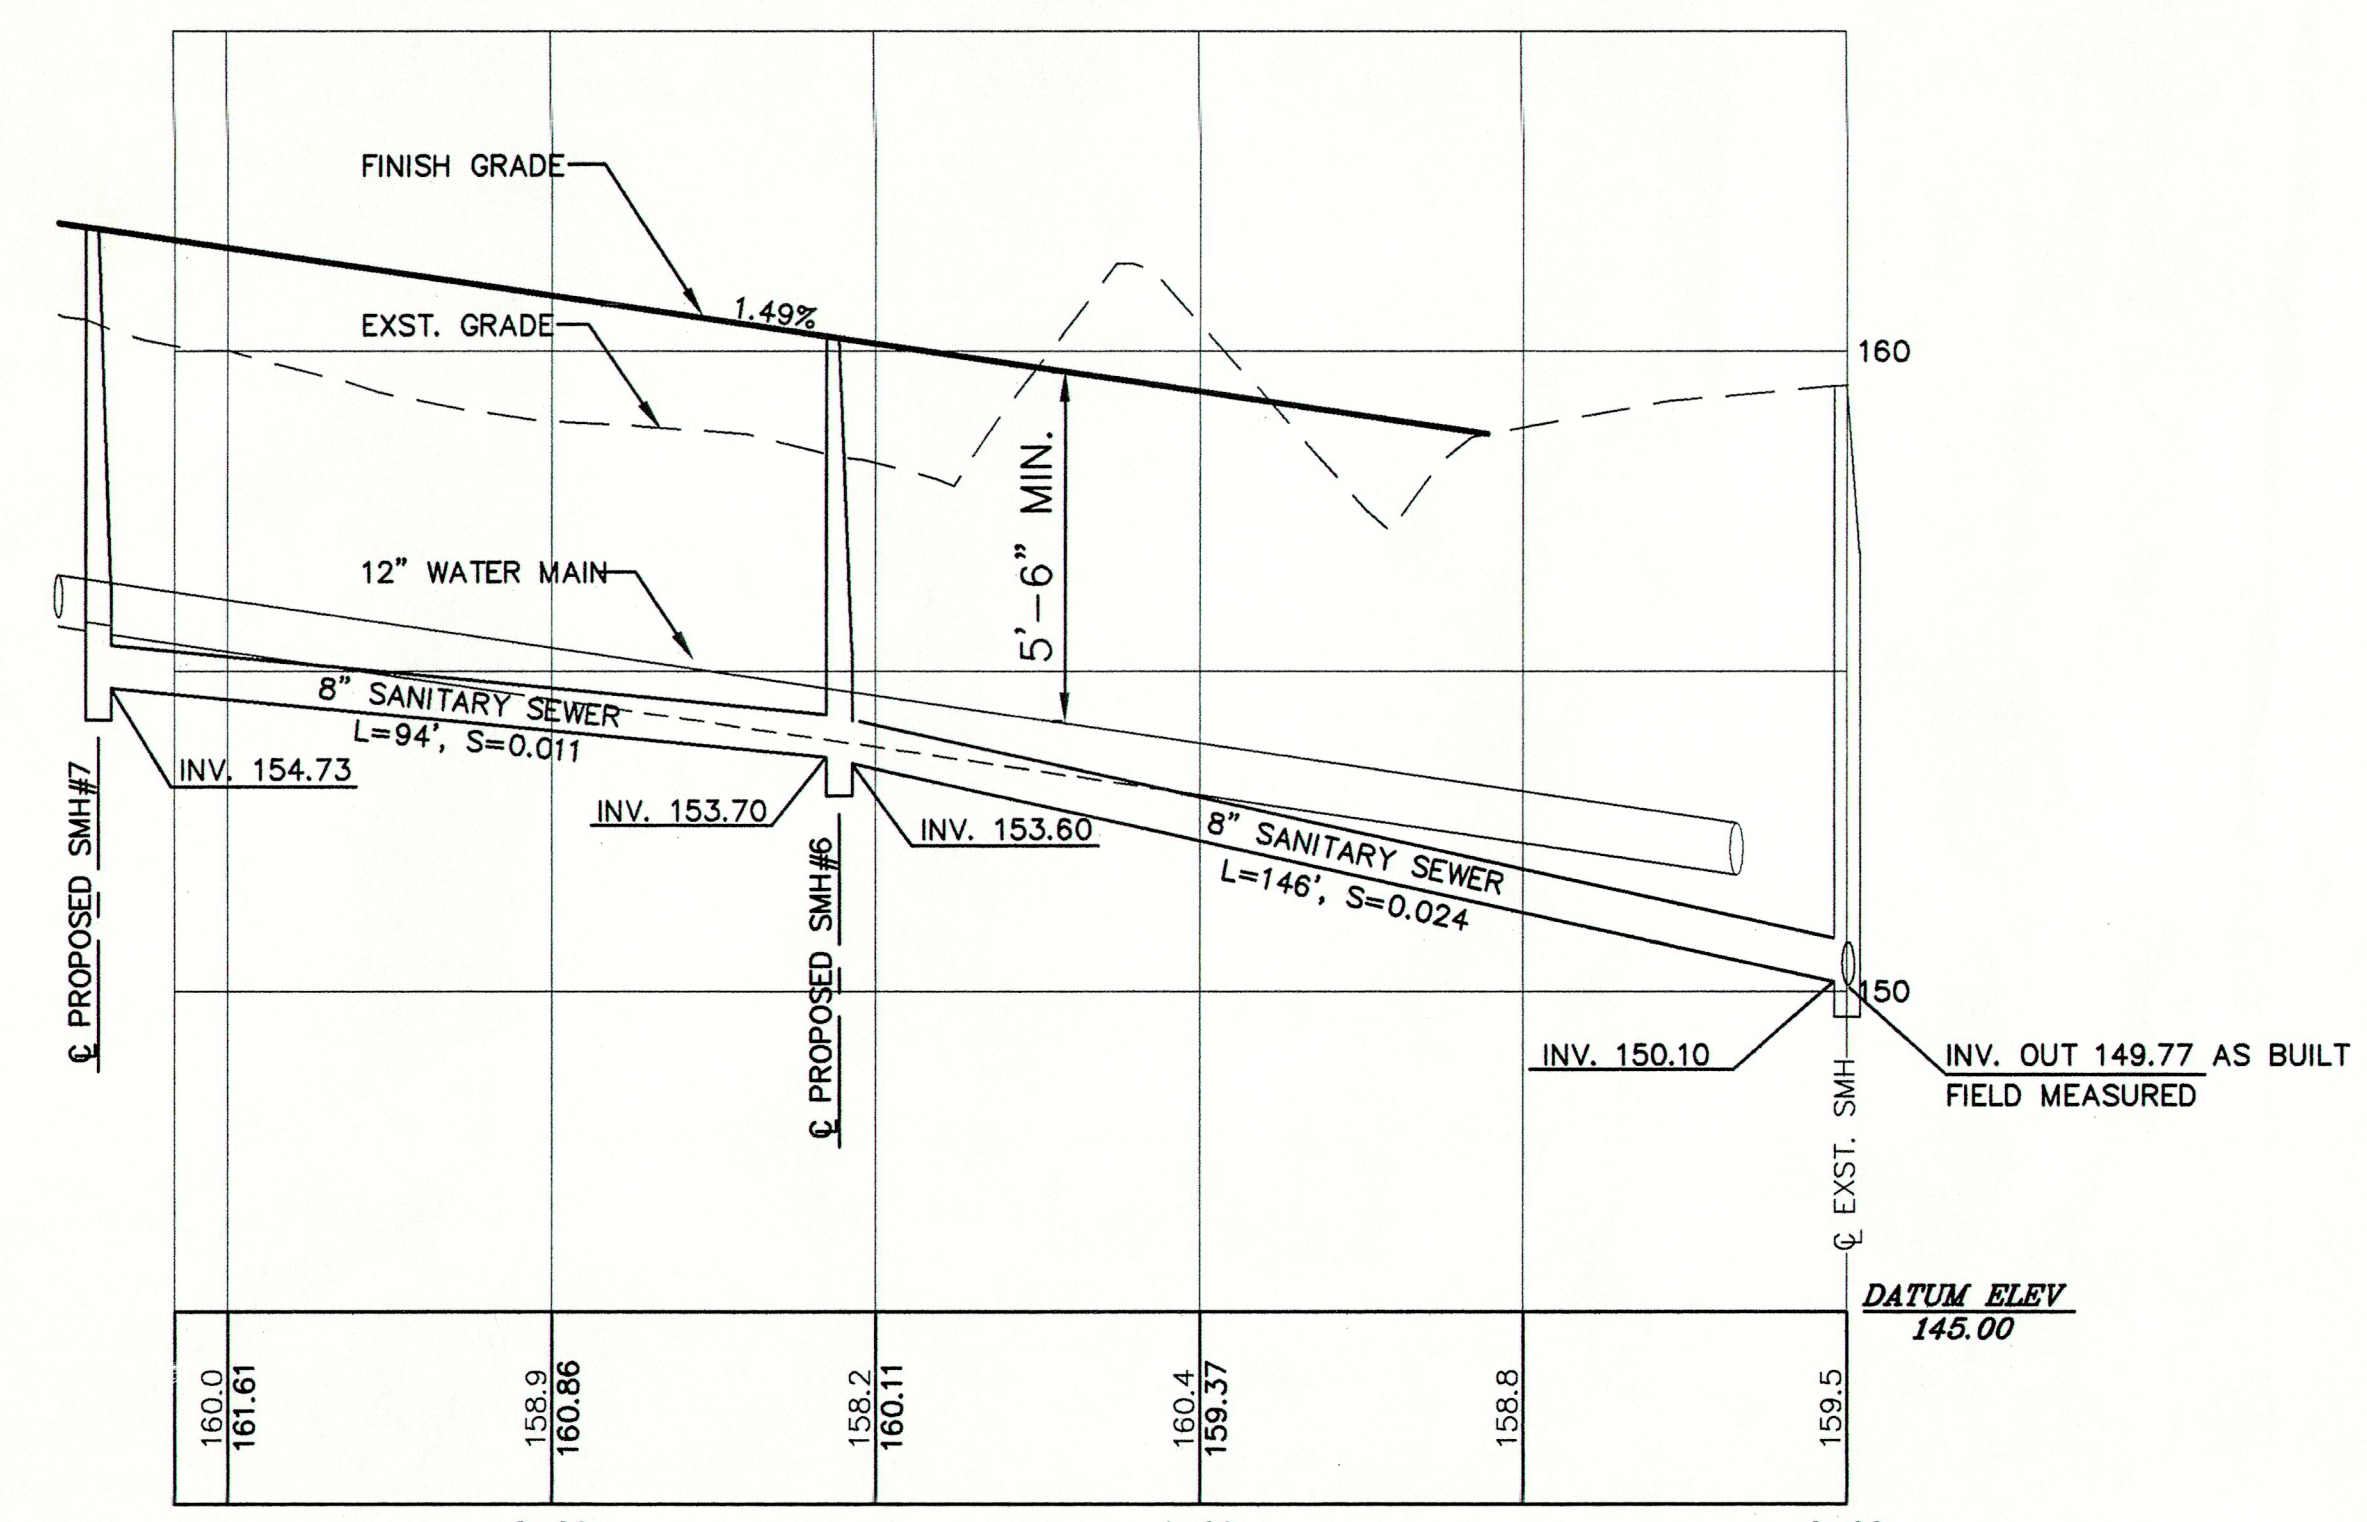 FINISH GRADE
1.49%
EXST. GRADE
160
5'-6" MIN.
12" WATER MAIN
8" SANITARY SEWER
L=94', S=0.011
INV. 154.73
INV. 153.70
INV. 153.60
8" SANITARY SEWER
L=146', S=0.024
℄ PROPOSED SMH#7
℄ PROPOSED SMH#6
150
INV. 150.10
INV. OUT 149.77 AS BUILT
FIELD MEASURED
℄ EXST. SMH
DATUM ELEV
145.00
160.0
161.61
158.9
160.86
158.2
160.11
160.4
159.37
158.8
159.5